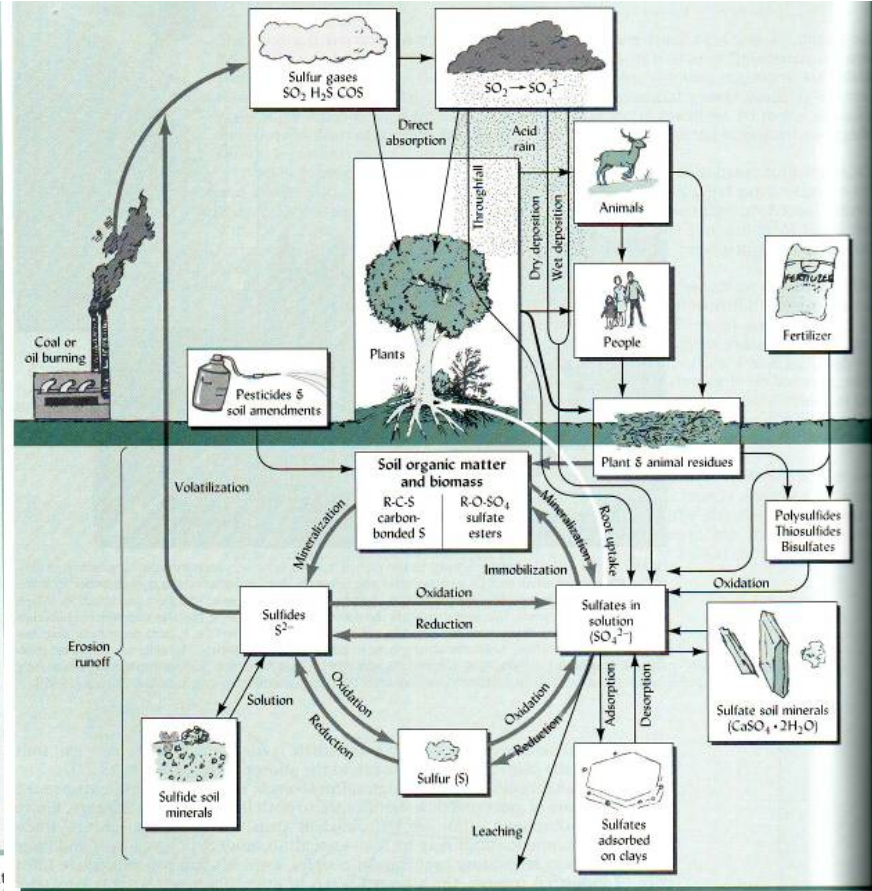 Sulfur gases
SO₂ H₂S COS
SO₂ → SO₄²⁻
Direct
absorption
Acid
rain
Throughfall
Dry deposition
Wet deposition
Animals
People
FERTILIZER
Fertilizer
Coal or
oil burning
Plants
Pesticides &
soil amendments
Plant & animal residues
Soil organic matter
and biomass
R-C-S
carbon-
bonded S
R-O-SO₄
sulfate
esters
Volatilization
Mineralization
Mineralization
Immobilization
Root uptake
Polysulfides
Thiosulfides
Bisulfates
Oxidation
Sulfides
S²⁻
Oxidation
Reduction
Sulfates in
solution
(SO₄²⁻)
Erosion
runoff
Solution
Oxidation
Reduction
Oxidation
Reduction
Sulfur (S)
Adsorption
Desorption
Sulfate soil minerals
(CaSO₄ • 2H₂O)
Sulfide soil
minerals
Leaching
Sulfates
adsorbed
on clays